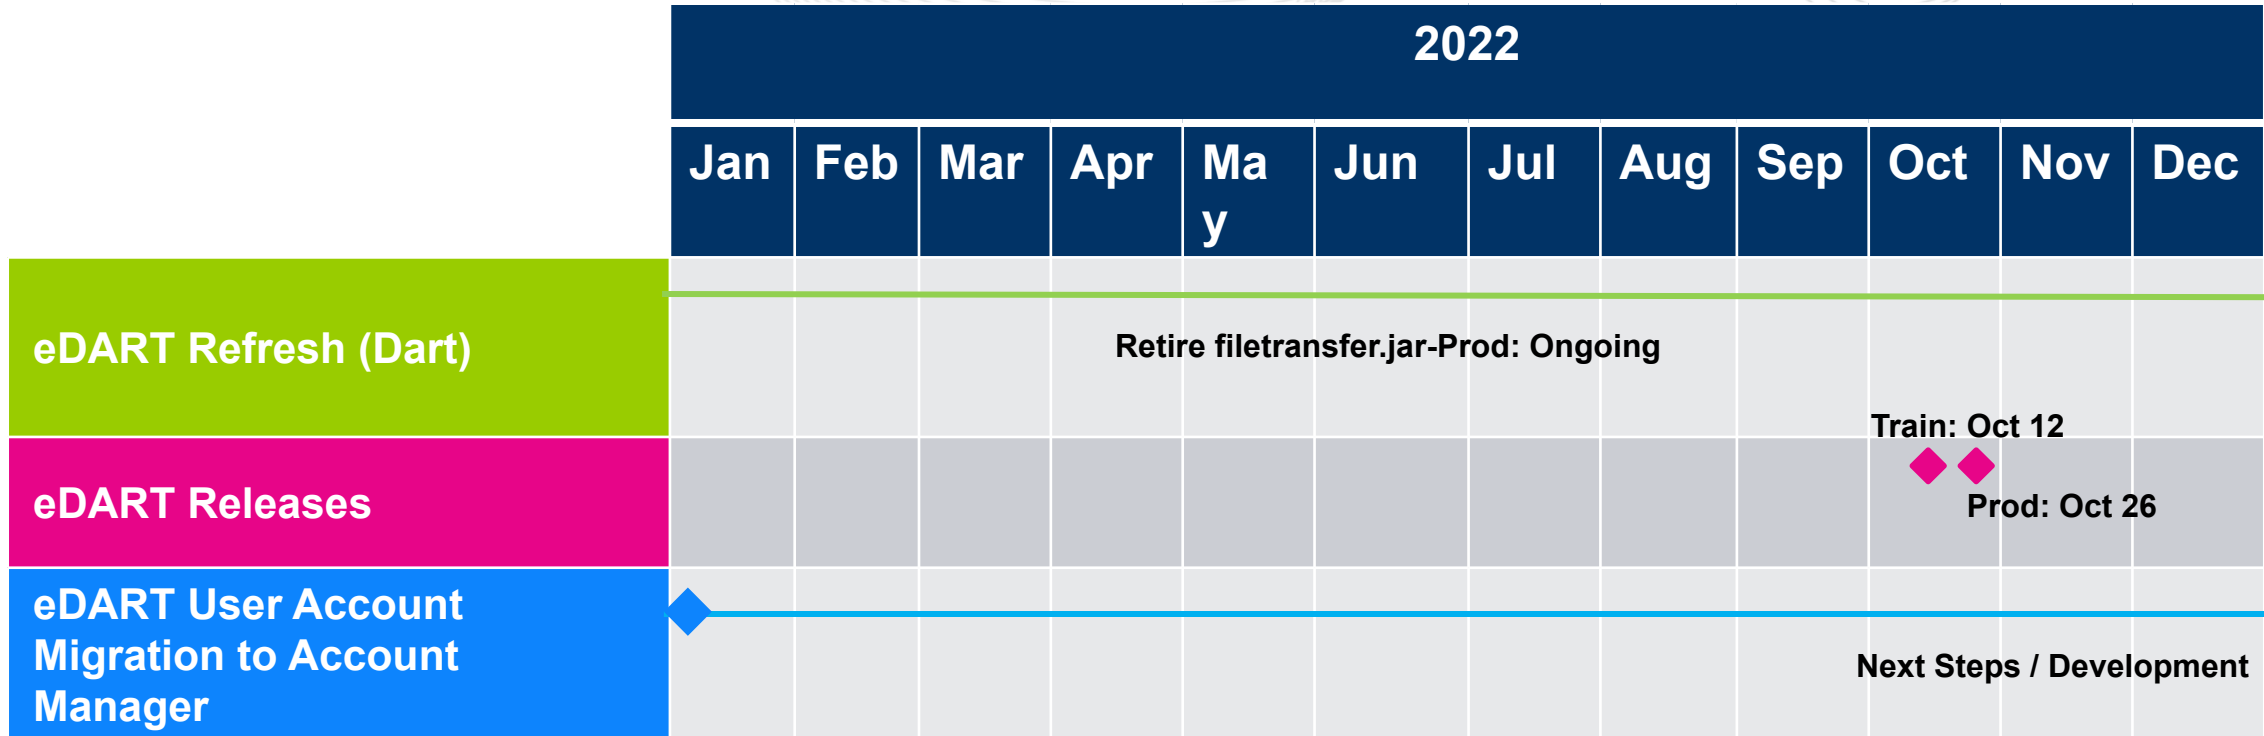 2022
Jan Feb Mar Apr Ma Jun Jul Aug Sep Oct Nov Dec
y
eDART Refresh (Dart)
Retire filetransfer.jar-Prod: Ongoing
Train: Oct 12
eDART Releases
Prod: Oct 26
eDART User Account
Migration to Account
Manager
Next Steps / Development